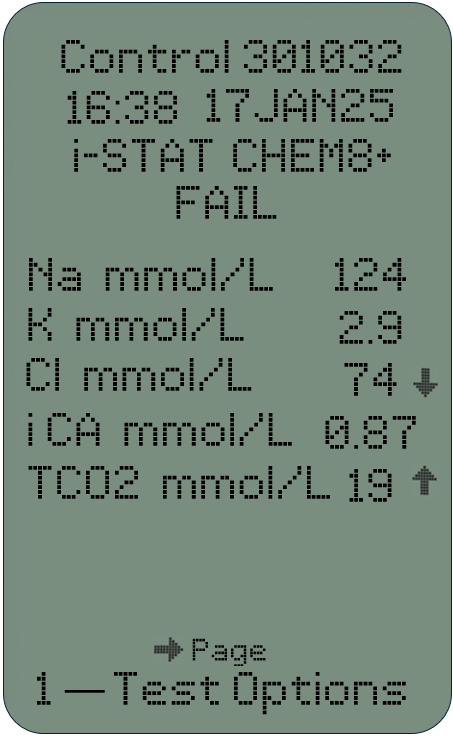 Control 301032
16:38 17JAN25
i-STAT CHEM8+
FAIL
Na mmol/L 124
K mmol/L 2.9
Cl mmol/L 74 ↓
iCA mmol/L 0.87
TCO2 mmol/L 19 ↑
→ Page
1 — Test Options